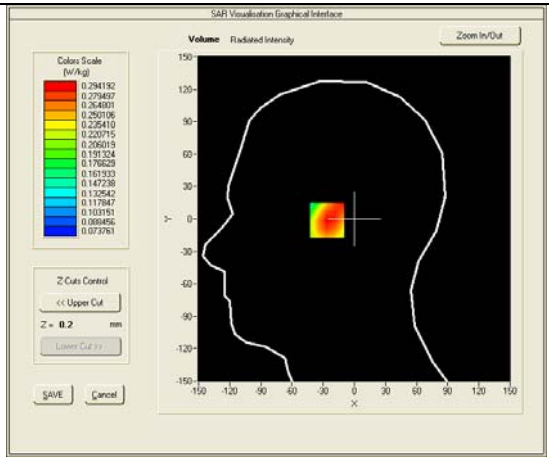 SAR Visualisation Graphical Interface
Volume Radiated Intensity
Zoom In/Out
Colors Scale
(W/kg)
0.294192
0.279497
0.264801
0.250106
0.235410
0.220715
0.206019
0.191324
0.176629
0.161933
0.147238
0.132542
0.117847
0.103151
0.088456
0.073761
Z Cuts Control
<< Upper Cut
Z = 0.2 mm
Lower Cut >>
SAVE Cancel
150
120
90
60
30
0
-30
-60
-90
-120
-150
Y
-150 -120 -90 -60 -30 0 30 60 90 120 150
X